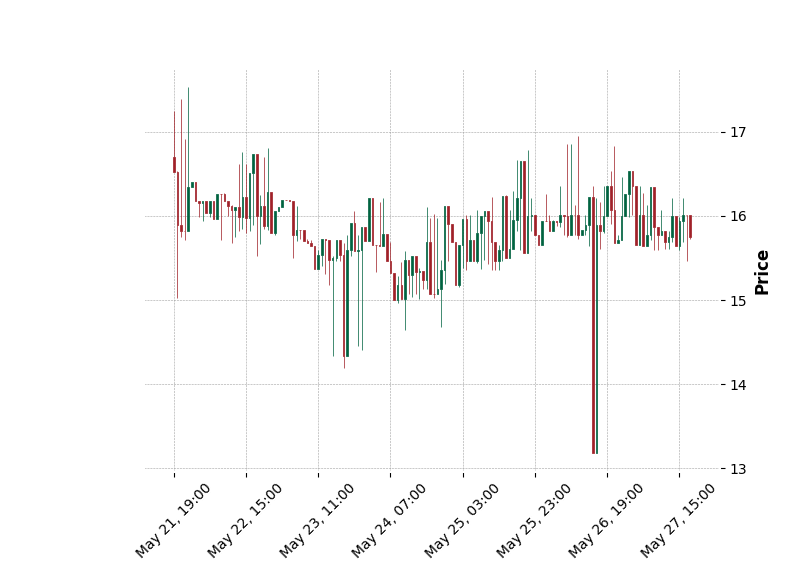 17
16
15
14
13
Price
May 21, 19:00
May 22, 15:00
May 23, 11:00
May 24, 07:00
May 25, 03:00
May 25, 23:00
May 26, 19:00
May 27, 15:00